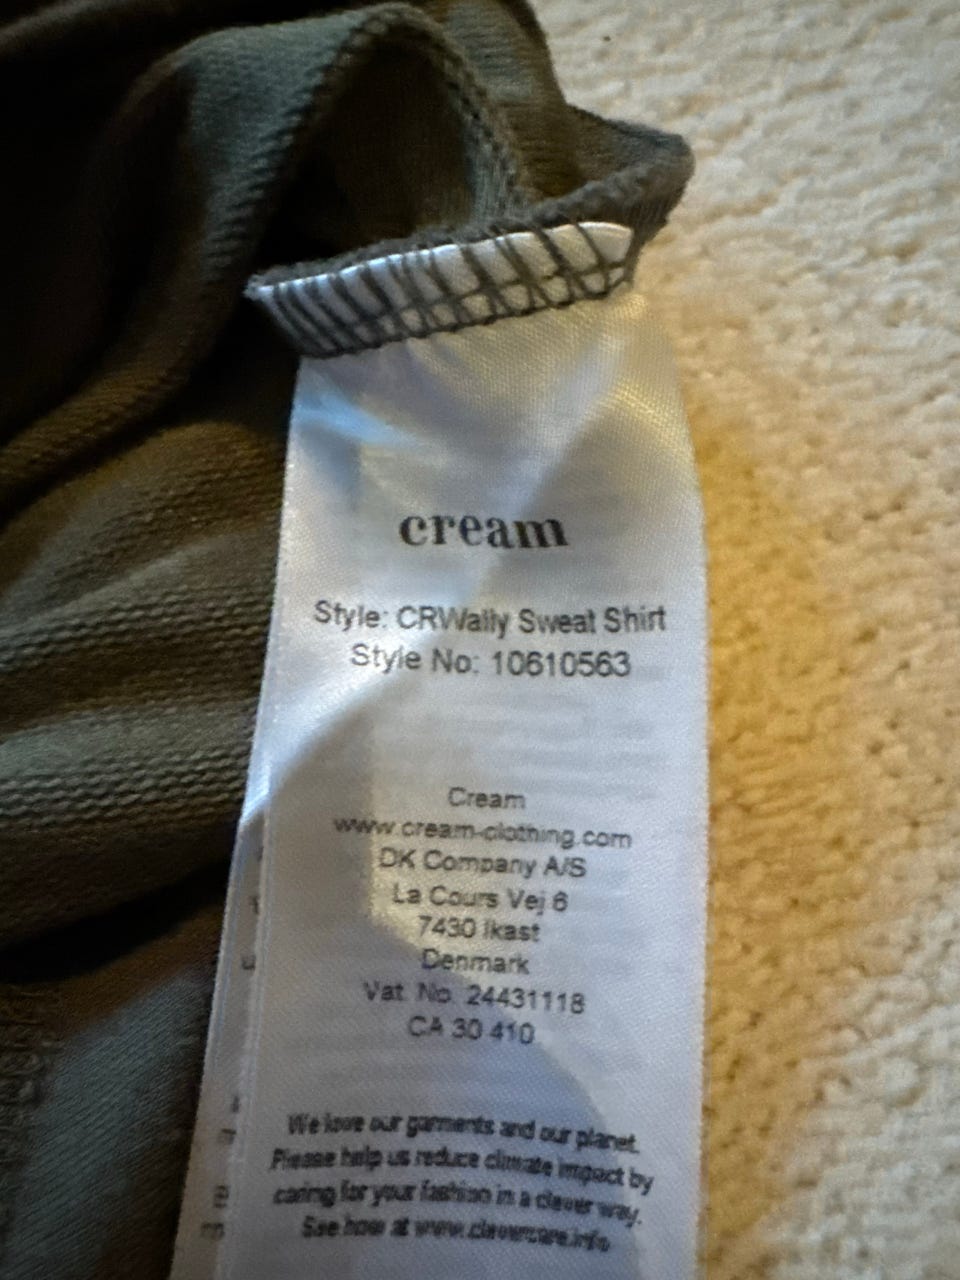 cream
Style: CRWally Sweat Shirt
Style No: 10610563
Cream
www.cream-clothing.com
DK Company A/S
La Cours Vej 6
7430 Ikast
Denmark
Vat. No. 24431118
CA 30 410
We love our garments and our planet.
Please help us reduce climate impact by
caring for your fashion in a clever way.
See how at www.clevercare.info